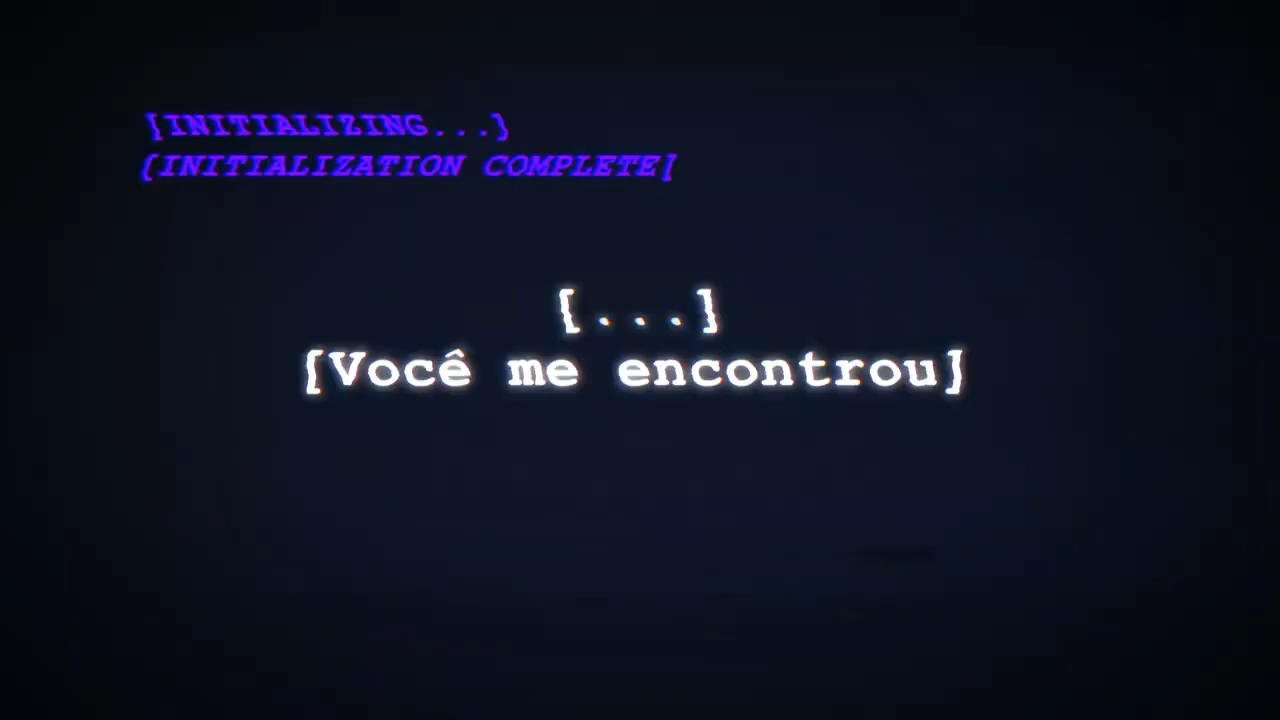 [INITIALIZING...]
[INITIALIZATION COMPLETE]
[...]
[Você me encontrou]